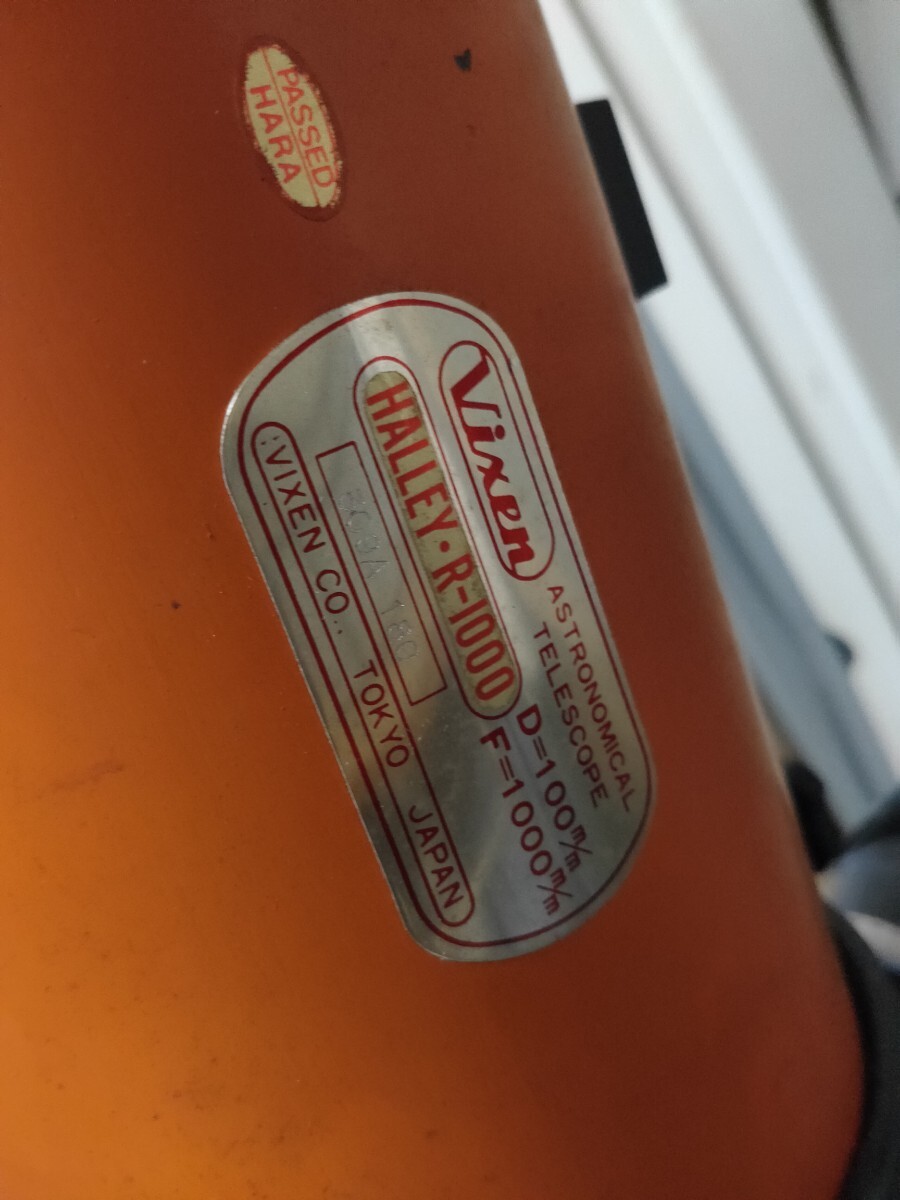 PASSED
HARA
Vixen
ASTRONOMICAL
TELESCOPE
HALLEY·R-1000
D=100m/m
F=1000m/m
VIXEN CO., TOKYO JAPAN